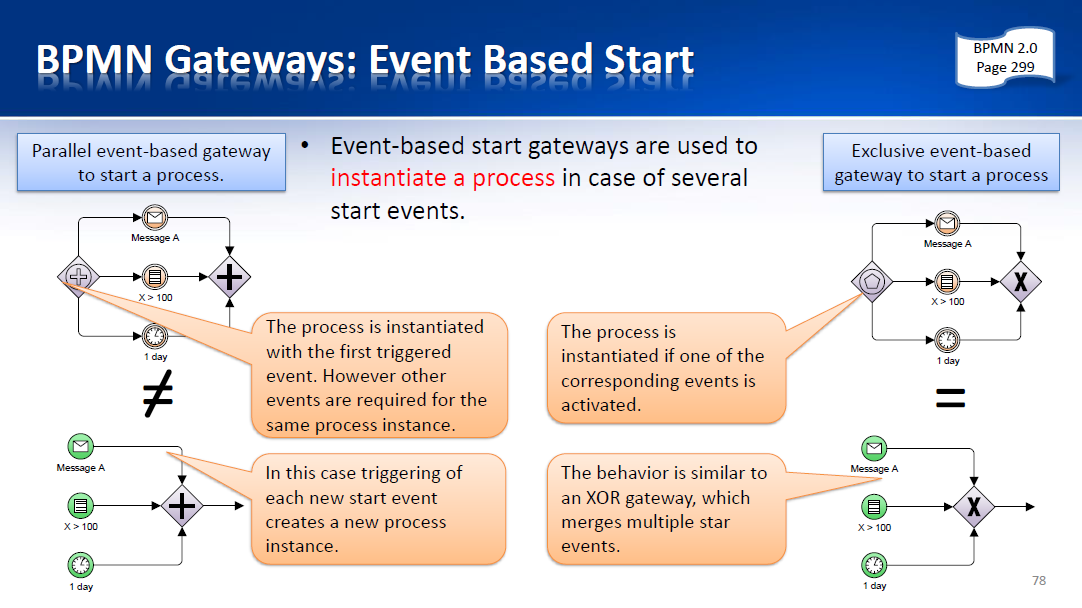 BPMN Gateways: Event Based Start
BPMN 2.0
Page 299
Parallel event-based gateway
to start a process.
• Event-based start gateways are used to
instantiate a process in case of several
start events.
Exclusive event-based
gateway to start a process
Message A
X > 100
1 day
The process is instantiated
with the first triggered
event. However other
events are required for the
same process instance.
The process is
instantiated if one of the
corresponding events is
activated.
Message A
X > 100
1 day
≠
=
Message A
X > 100
1 day
In this case triggering of
each new start event
creates a new process
instance.
The behavior is similar to
an XOR gateway, which
merges multiple star
events.
Message A
X > 100
1 day
X
X
78